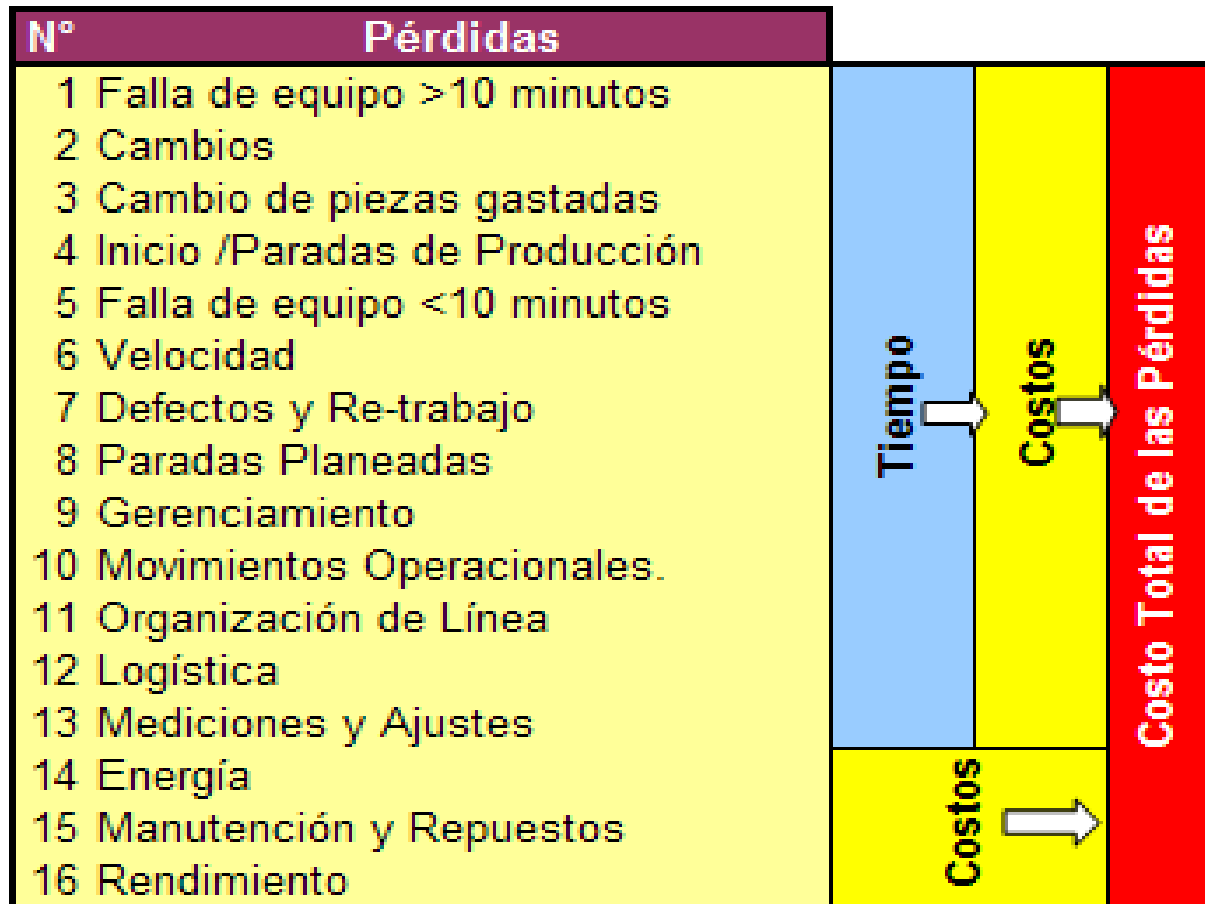 N° Pérdidas
1 Falla de equipo >10 minutos
2 Cambios
3 Cambio de piezas gastadas
4 Inicio /Paradas de Producción
5 Falla de equipo <10 minutos
6 Velocidad
7 Defectos y Re-trabajo
8 Paradas Planeadas
9 Gerenciamiento
10 Movimientos Operacionales.
11 Organización de Línea
12 Logística
13 Mediciones y Ajustes
14 Energía
15 Manutención y Repuestos
16 Rendimiento
Tiempo
Costos
Costos
Costo Total de las Pérdidas